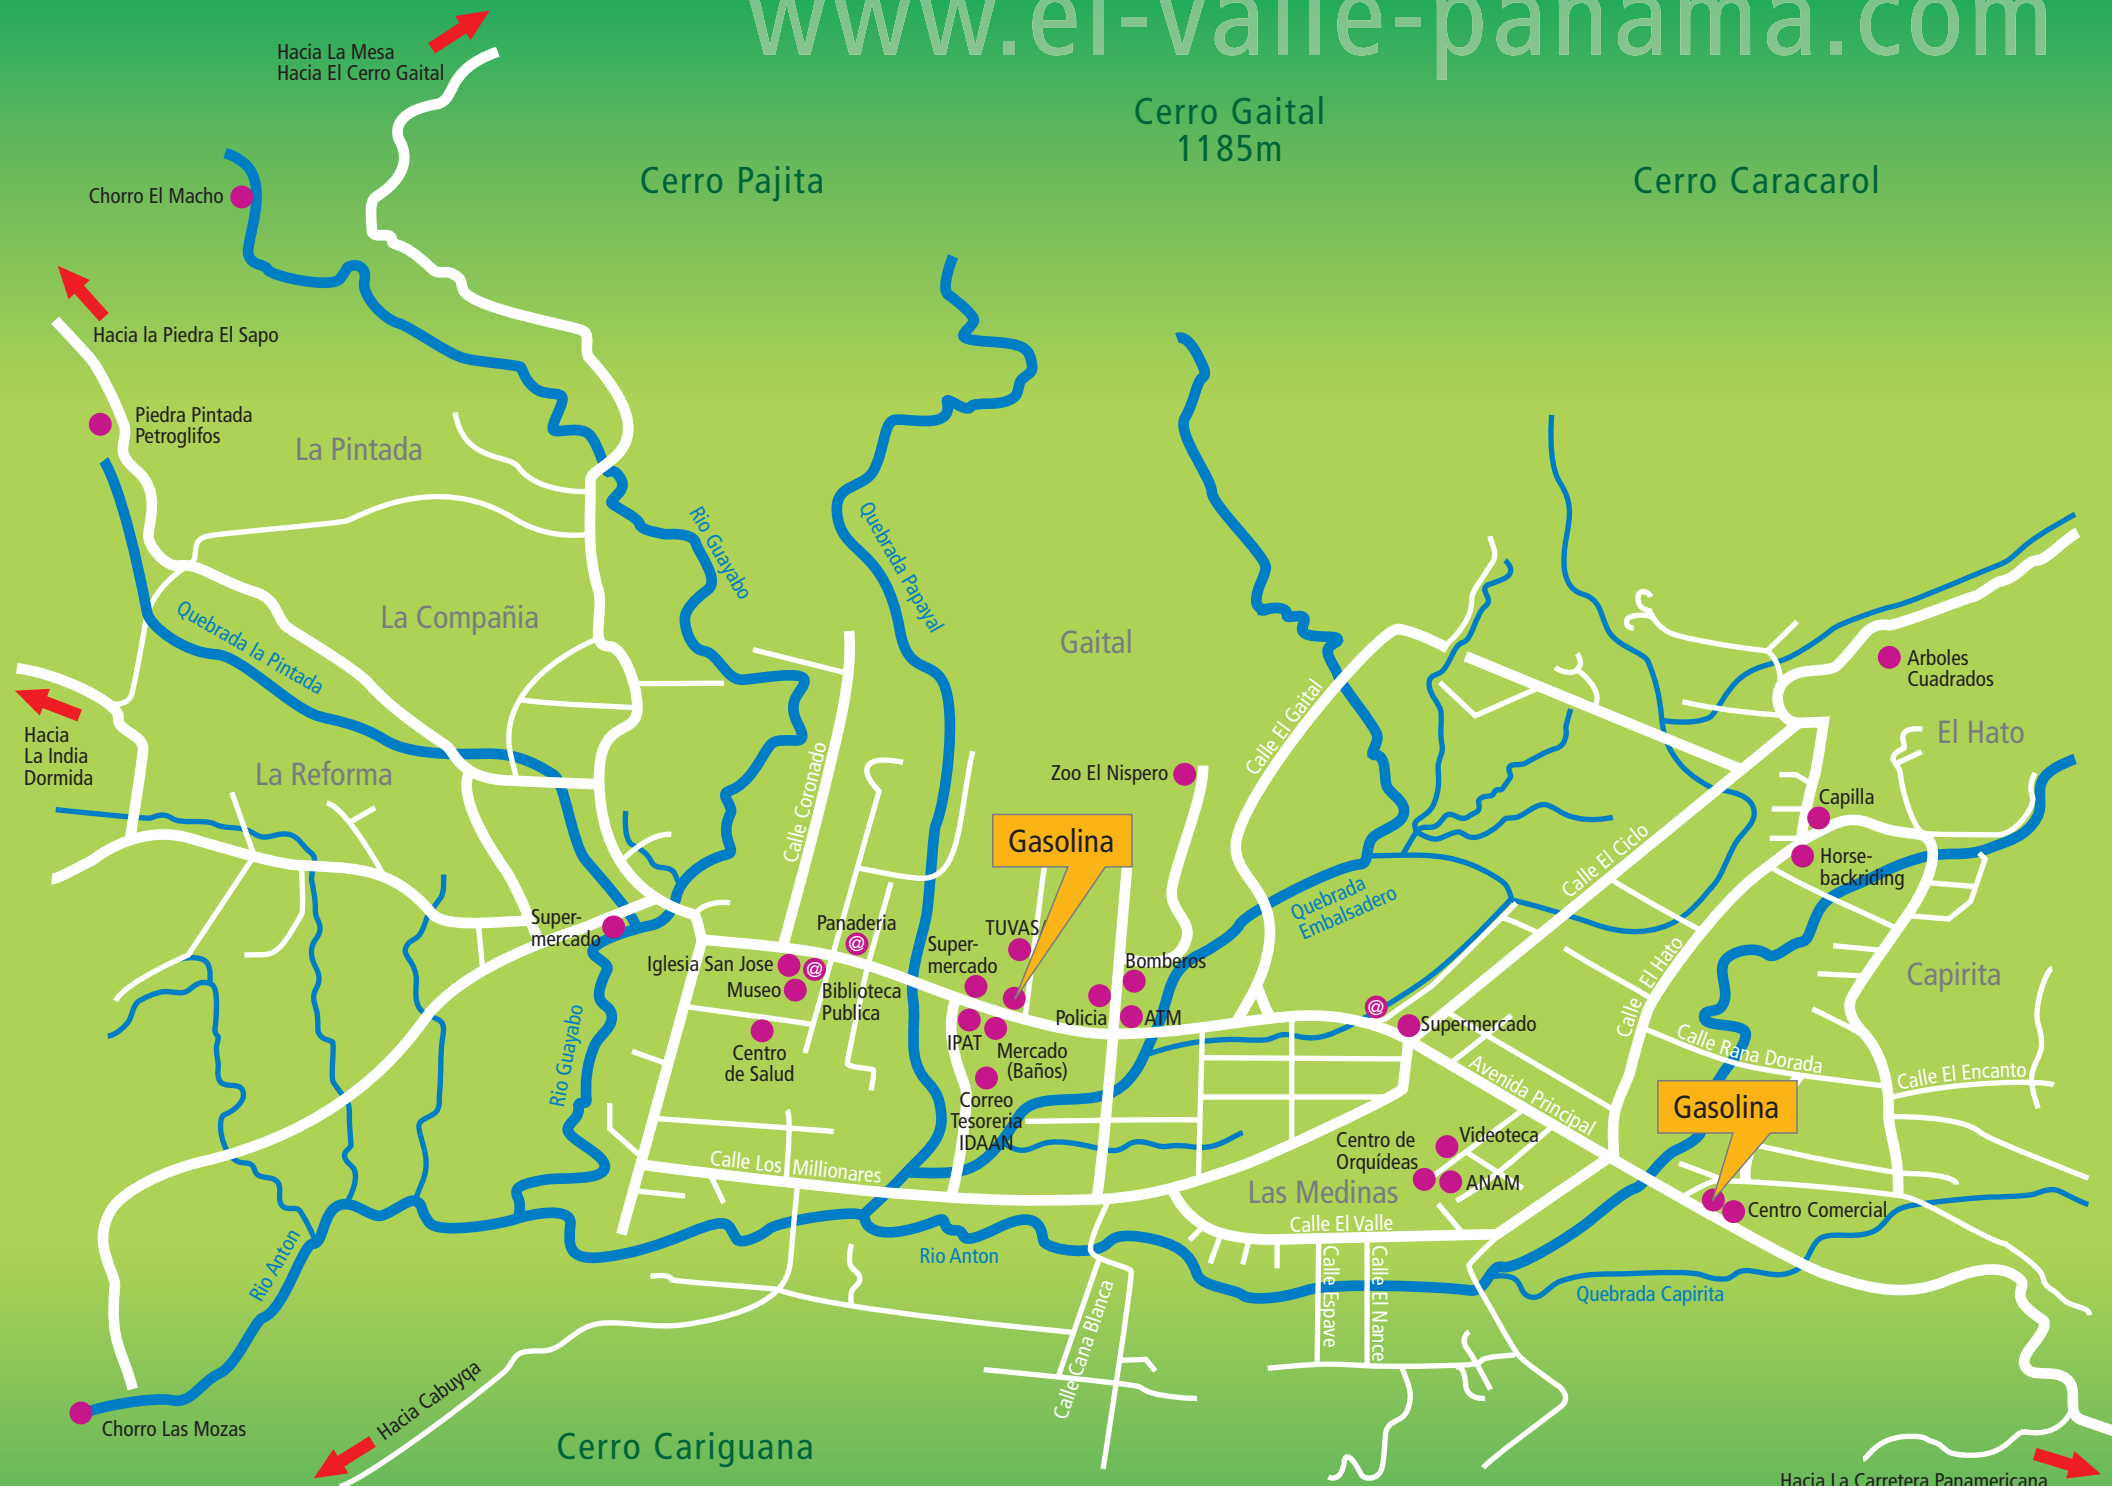 www.el-valle-panama.com
Hacia La Mesa
Hacia El Cerro Gaital
Cerro Gaital
1185m
Cerro Pajita
Cerro Caracarol
Chorro El Macho
Hacia la Piedra El Sapo
Piedra Pintada
Petroglifos
La Pintada
Rio Guayabo
Quebrada Papayal
La Compañia
Quebrada la Pintada
Gaital
Arboles
Cuadrados
El Hato
Calle El Gaital
Hacia
La India
Dormida
La Reforma
Calle Coronado
Zoo El Nispero
Capilla
Gasolina
Calle El Ciclo
Horse-
backriding
Quebrada
Embalsadero
Super-
mercado
Panaderia
@
TUVAS
Super-
mercado
Iglesia San Jose
@
Museo
Biblioteca
Publica
Bomberos
Calle El Hato
Capirita
Policia
ATM
@
Supermercado
IPAT
Mercado
(Baños)
Centro
de Salud
Rio Guayabo
Correo
Tesoreria
IDAAN
Calle Rana Dorada
Calle El Encanto
Avenida Principal
Gasolina
Centro de
Orquídeas
Videoteca
ANAM
Calle Los Millionares
Las Medinas
Centro Comercial
Calle El Valle
Rio Anton
Rio Anton
Calle Espave
Calle El Nance
Quebrada Capirita
Calle Cana Blanca
Hacia Cabuyqa
Chorro Las Mozas
Cerro Cariguana
Hacia La Carretera Panamericana